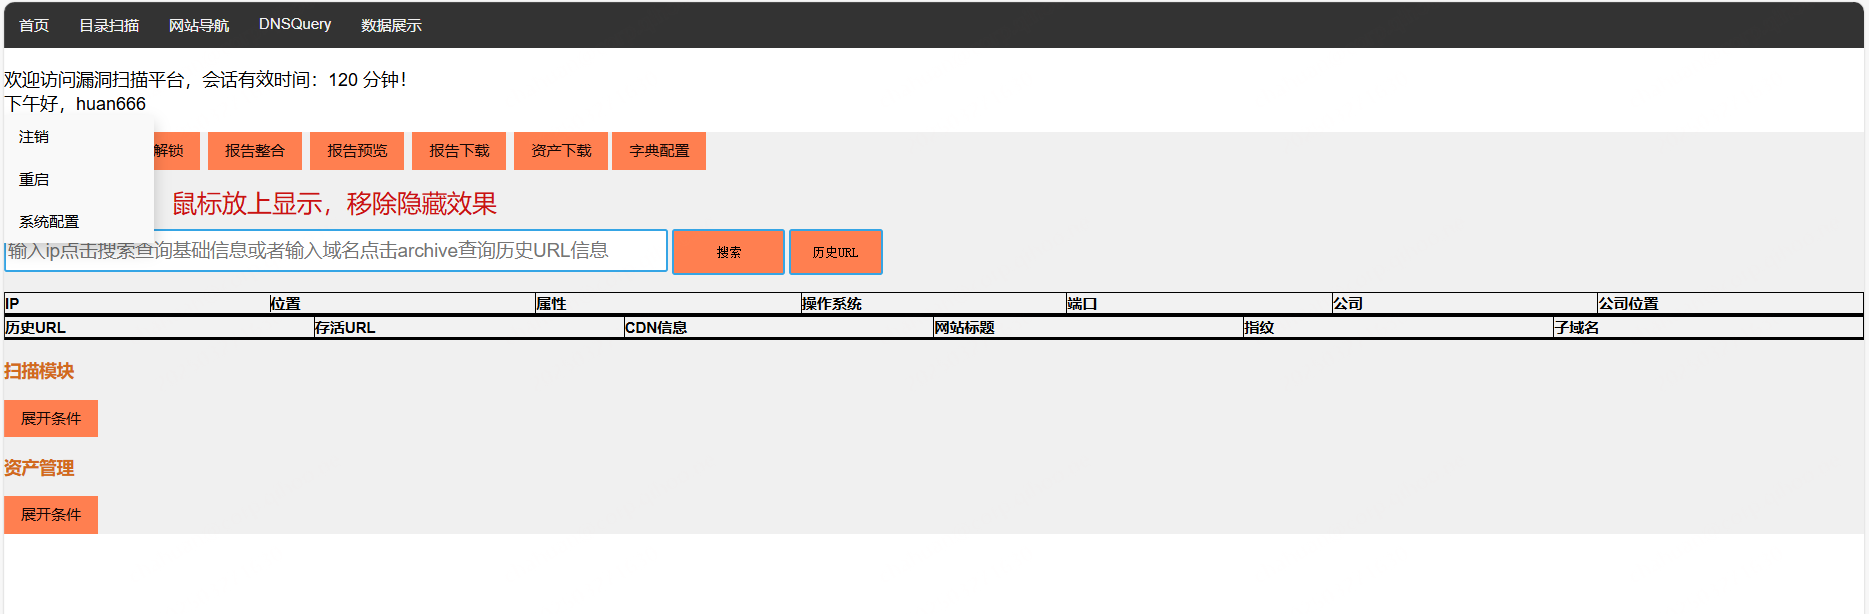 首页 目录扫描 网站导航 DNSQuery 数据展示
欢迎访问漏洞扫描平台，会话有效时间：120 分钟！
下午好，huan666
注销
重启
系统配置
解锁 报告整合 报告预览 报告下载 资产下载 字典配置
鼠标放上显示，移除隐藏效果
输入ip点击搜索查询基础信息或者输入域名点击archive查询历史URL信息 搜索 历史URL
IP 位置 属性 操作系统 端口 公司 公司位置
历史URL 存活URL CDN信息 网站标题 指纹 子域名
扫描模块
展开条件
资产管理
展开条件